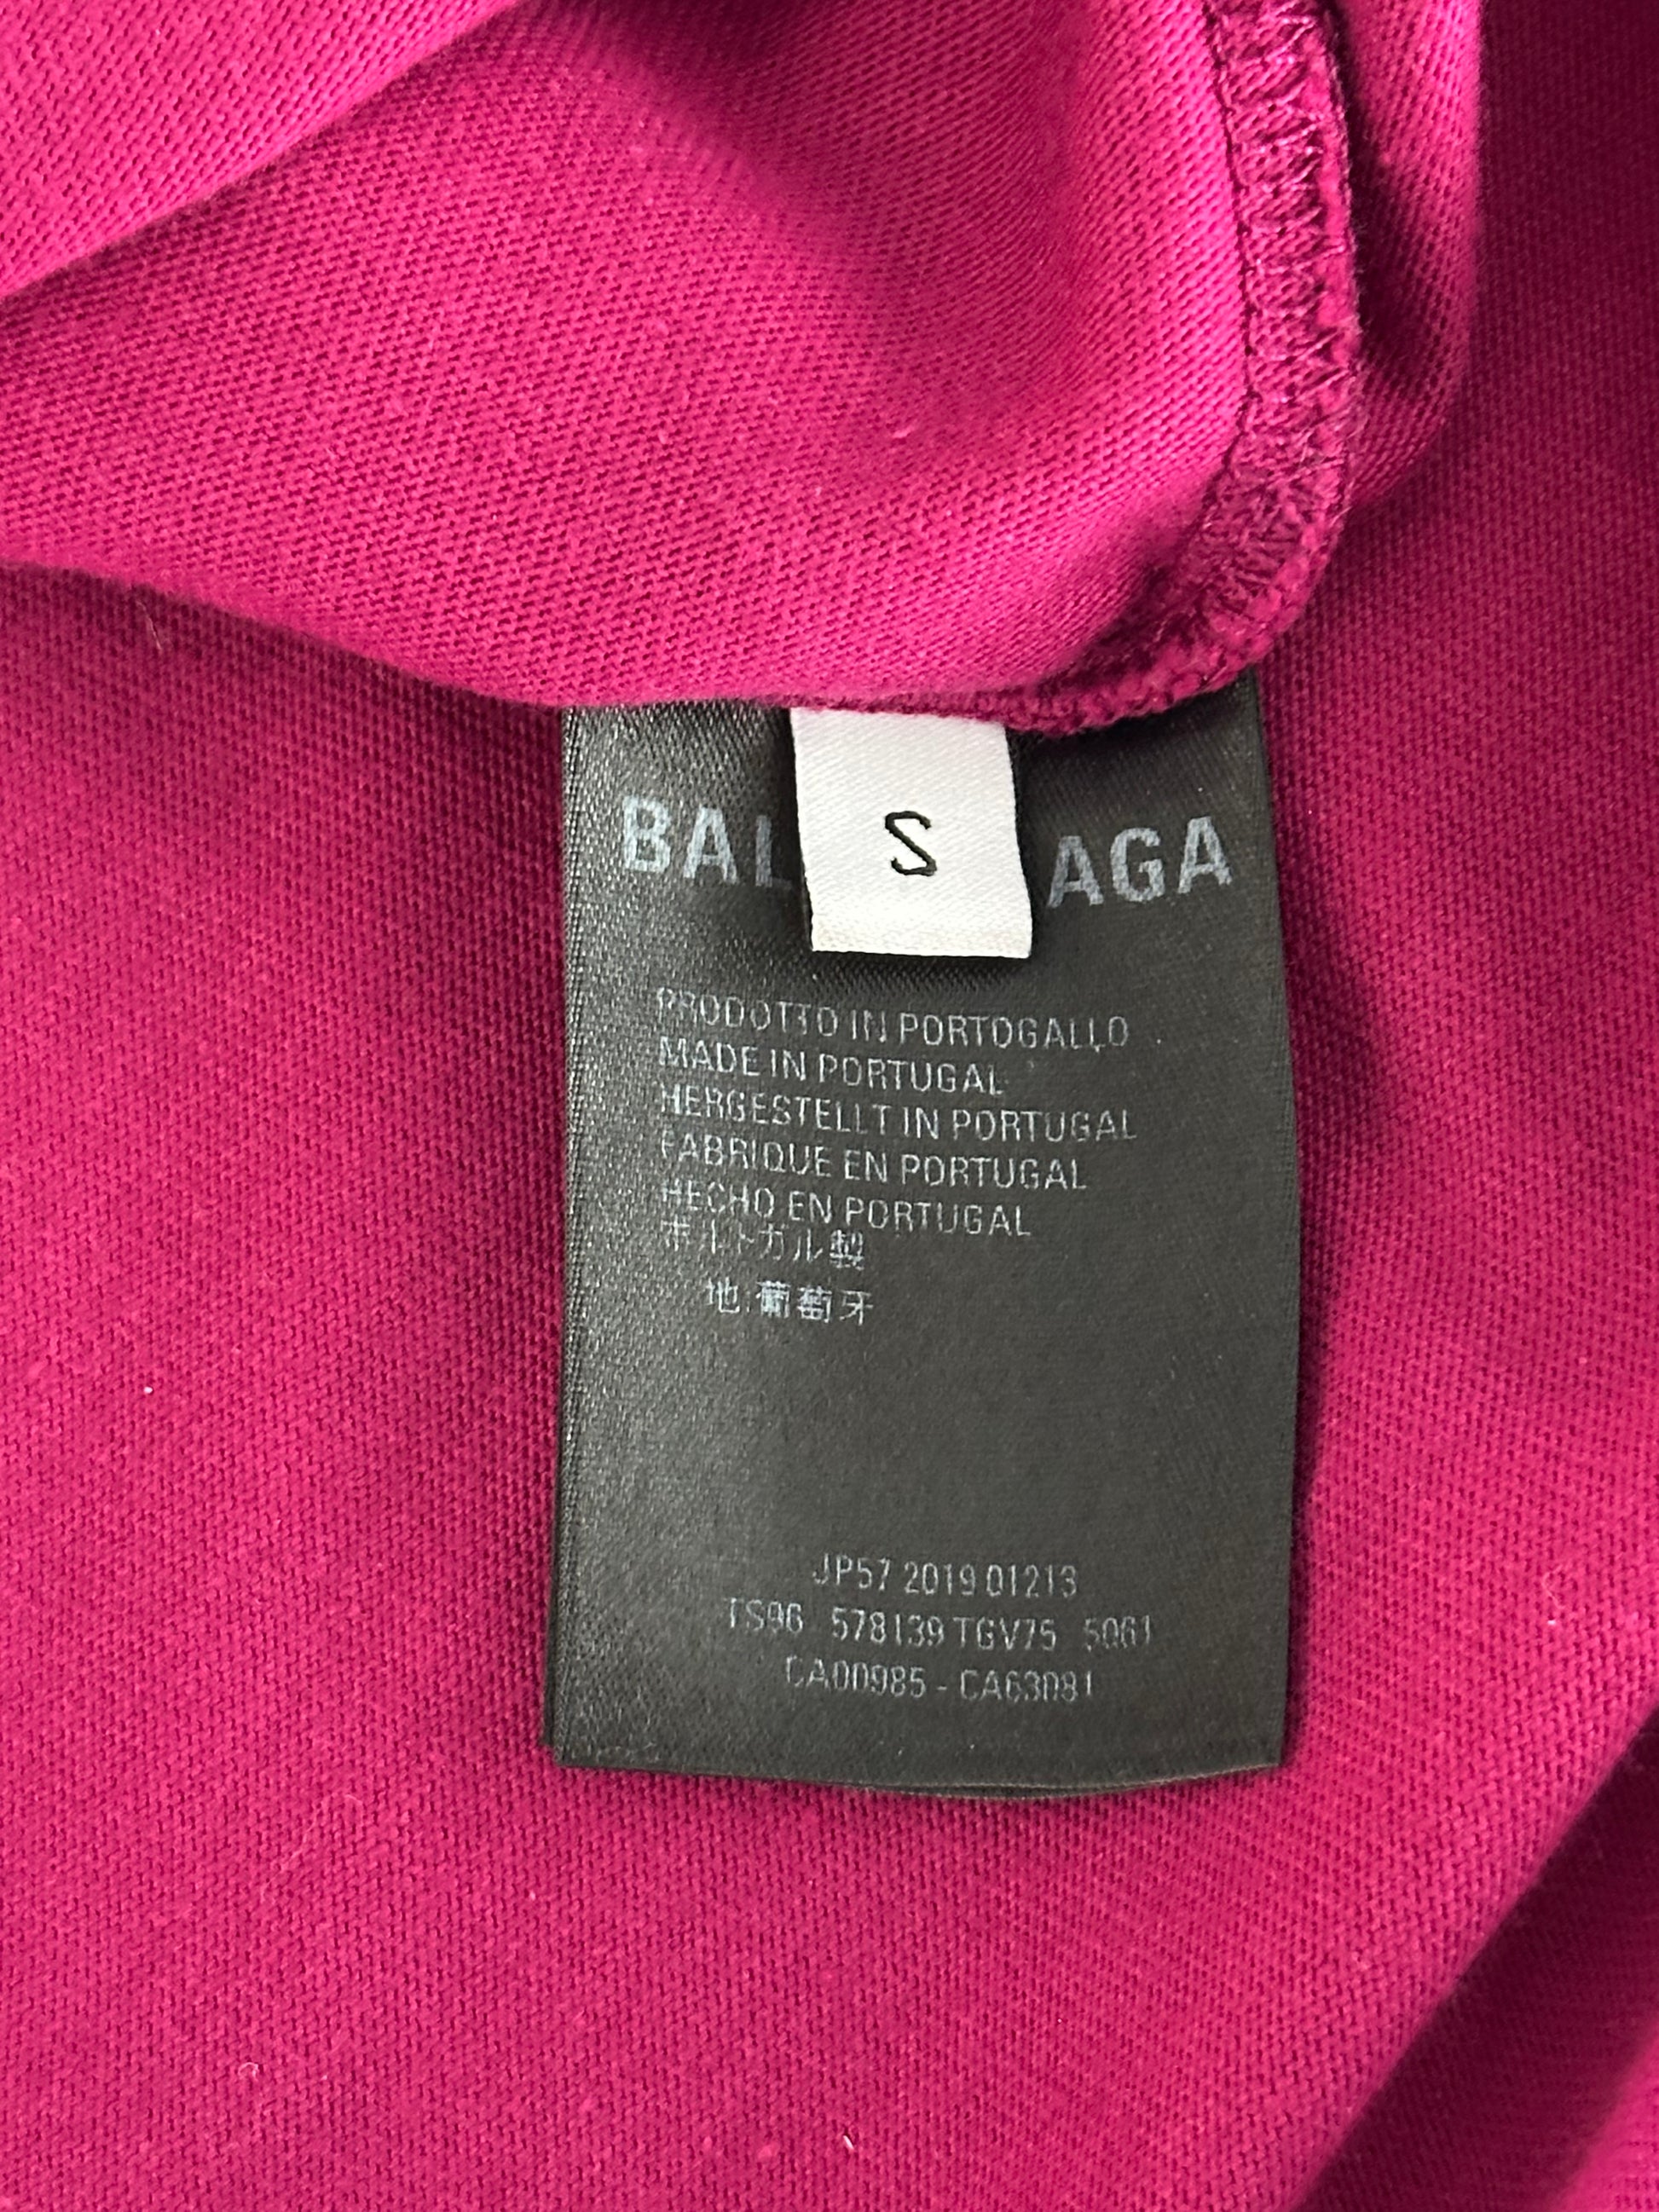 BAL AGA
S
PRODOTTO IN PORTOGALLO
MADE IN PORTUGAL
HERGESTELLT IN PORTUGAL
FABRIQUE EN PORTUGAL
HECHO EN PORTUGAL
ポルトガル製
地:葡萄牙
JP57 2019 01213
TS96 578139 TGV75 5061
CA00985 - CA63081